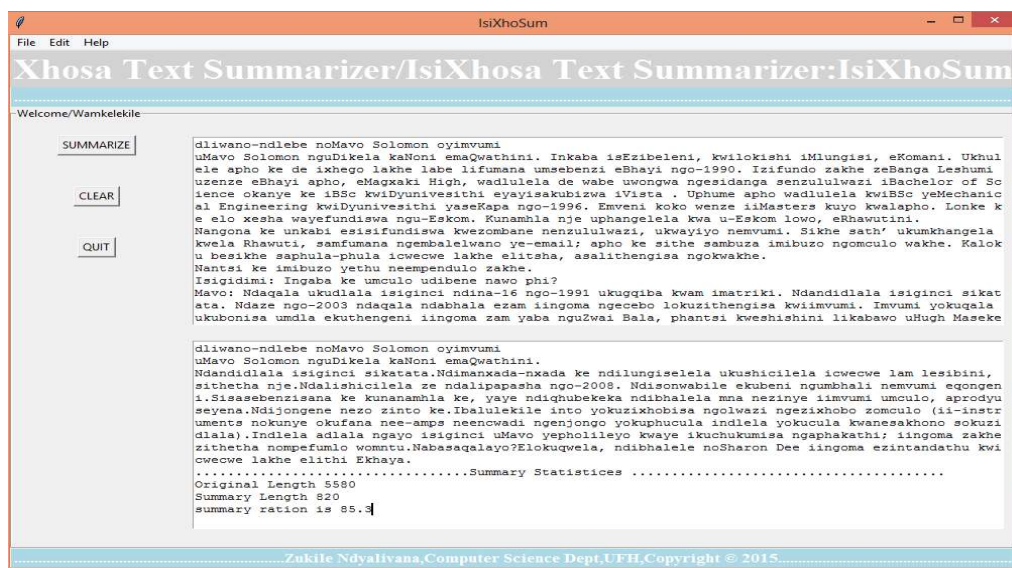 IsiXhoSum
File Edit Help
Xhosa Text Summarizer/IsiXhosa Text Summarizer:IsiXhoSum
Welcome/Wamkelekile
SUMMARIZE
CLEAR
QUIT
dliwano-ndlebe noMavo Solomon oyimvumi
uMavo Solomon nguDikela kaNoni emaQwathini. Inkaba isEzibeleni, kwilokishi iMlungisi, eKomani. Ukhul
ele apho ke de ixhego lakhe labe lifumana umsebenzi eBhayi ngo-1990. Izifundo zakhe zeBanga Leshumi
uzenze eBhayi apho, eMagxaki High, wadlulela de wabe uwongwa ngesidanga senzululwazi iBachelor of Sc
ience okanye ke iBSc kwiDyunivesithi eyayisakubizwa iVista . Uphume apho wadlulela kwiBSc yeMechanic
al Engineering kwiDyunivesithi yaseKapa ngo-1996. Emveni koko wenze iiMasters kuyo kwalapho. Lonke k
e elo xesha wayefundiswa ngu-Eskom. Kunamhla nje uphangelela kwa u-Eskom lowo, eRhawutini.
Nangona ke unkabi esisifundiswa kwezombane nenzululwazi, ukwayiyo nemvumi. Sikhe sath’ ukumkhangela
kwela Rhawuti, samfumana ngembalelwano ye-email; apho ke sithe sambuza imibuzo ngomculo wakhe. Kalok
u besikhe saphula-phula icwecwe lakhe elitsha, asalithengisa ngokwakhe.
Nantsi ke imibuzo yethu neempendulo zakhe.
Isigidimi: Ingaba ke umculo udibene nawo phi?
Mavo: Ndaqala ukudlala isiginci ndina-16 ngo-1991 ukugqiba kwam imatriki. Ndandidlala isiginci sikat
ata. Ndaze ngo-2003 ndaqala ndabhala ezam iingoma ngecebo lokuzithengisa kwiimvumi. Imvumi yokuqala
ukubonisa umdla ekuthengeni iingoma zam yaba nguZwai Bala, phantsi kweshishini likabawo uHugh Maseke
dliwano-ndlebe noMavo Solomon oyimvumi
uMavo Solomon nguDikela kaNoni emaQwathini.
Ndandidlala isiginci sikatata.Ndimanxada-nxada ke ndilungiselela ukushicilela icwecwe lam lesibini,
sithetha nje.Ndalishicilela ze ndalipapasha ngo-2008. Ndisonwabile ekubeni ngumbhali nemvumi eqongen
i.Sisasebenzisana ke kunanamhla ke, yaye ndiqhubekeka ndibhalela mna nezinye iimvumi umculo, aprodyu
seyena.Ndijongene nezo zinto ke.Ibalulekile into yokuzixhobisa ngolwazi ngezixhobo zomculo (ii-instr
uments nokunye okufana nee-amps neencwadi ngenjongo yokuphucula indlela yokucula kwanesakhono sokuzi
dlala).Indlela adlala ngayo isiginci uMavo yepholileyo kwaye ikuchukumisa ngaphakathi; iingoma zakhe
zithetha nompefumlo womntu.Nabasaqalayo?Elokuqwela, ndibhalele noSharon Dee iingoma ezintandathu kwi
cwecwe lakhe elithi Ekhaya.
..................................Summary Statistices .......................................
Original Length 5580
Summary Length 820
summary ration is 85.3
Zukile Ndyalivana,Computer Science Dept,UFH,Copyright © 2015